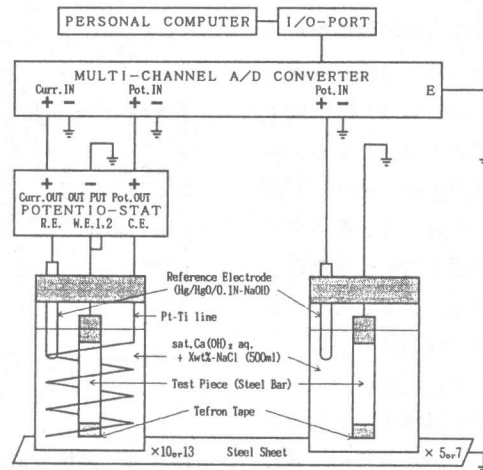 PERSONAL COMPUTER
I/O-PORT
MULTI-CHANNEL A/D CONVERTER
Curr.IN Pot.IN Pot.IN E
+ − + − + −
+ − +
Curr.OUT OUT PUT Pot.OUT
POTENTIO-STAT
R.E. W.E.1,2 C.E.
Reference Electrode
(Hg/HgO/0.1N-NaOH)
Pt-Ti line
sat.Ca(OH)₂ aq.
+ Xwt%-NaCl (500ml)
Test Piece (Steel Bar)
Tefron Tape
×10or13 Steel Sheet × 5or7